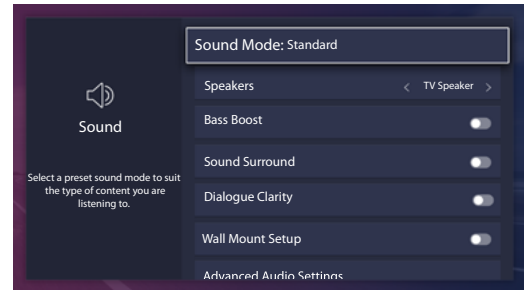 Sound Mode: Standard
Speakers
TV Speaker
Sound
Bass Boost
Sound Surround
Select a preset sound mode to suit
the type of content you are
listening to.
Dialogue Clarity
Wall Mount Setup
Advanced Audio Settings